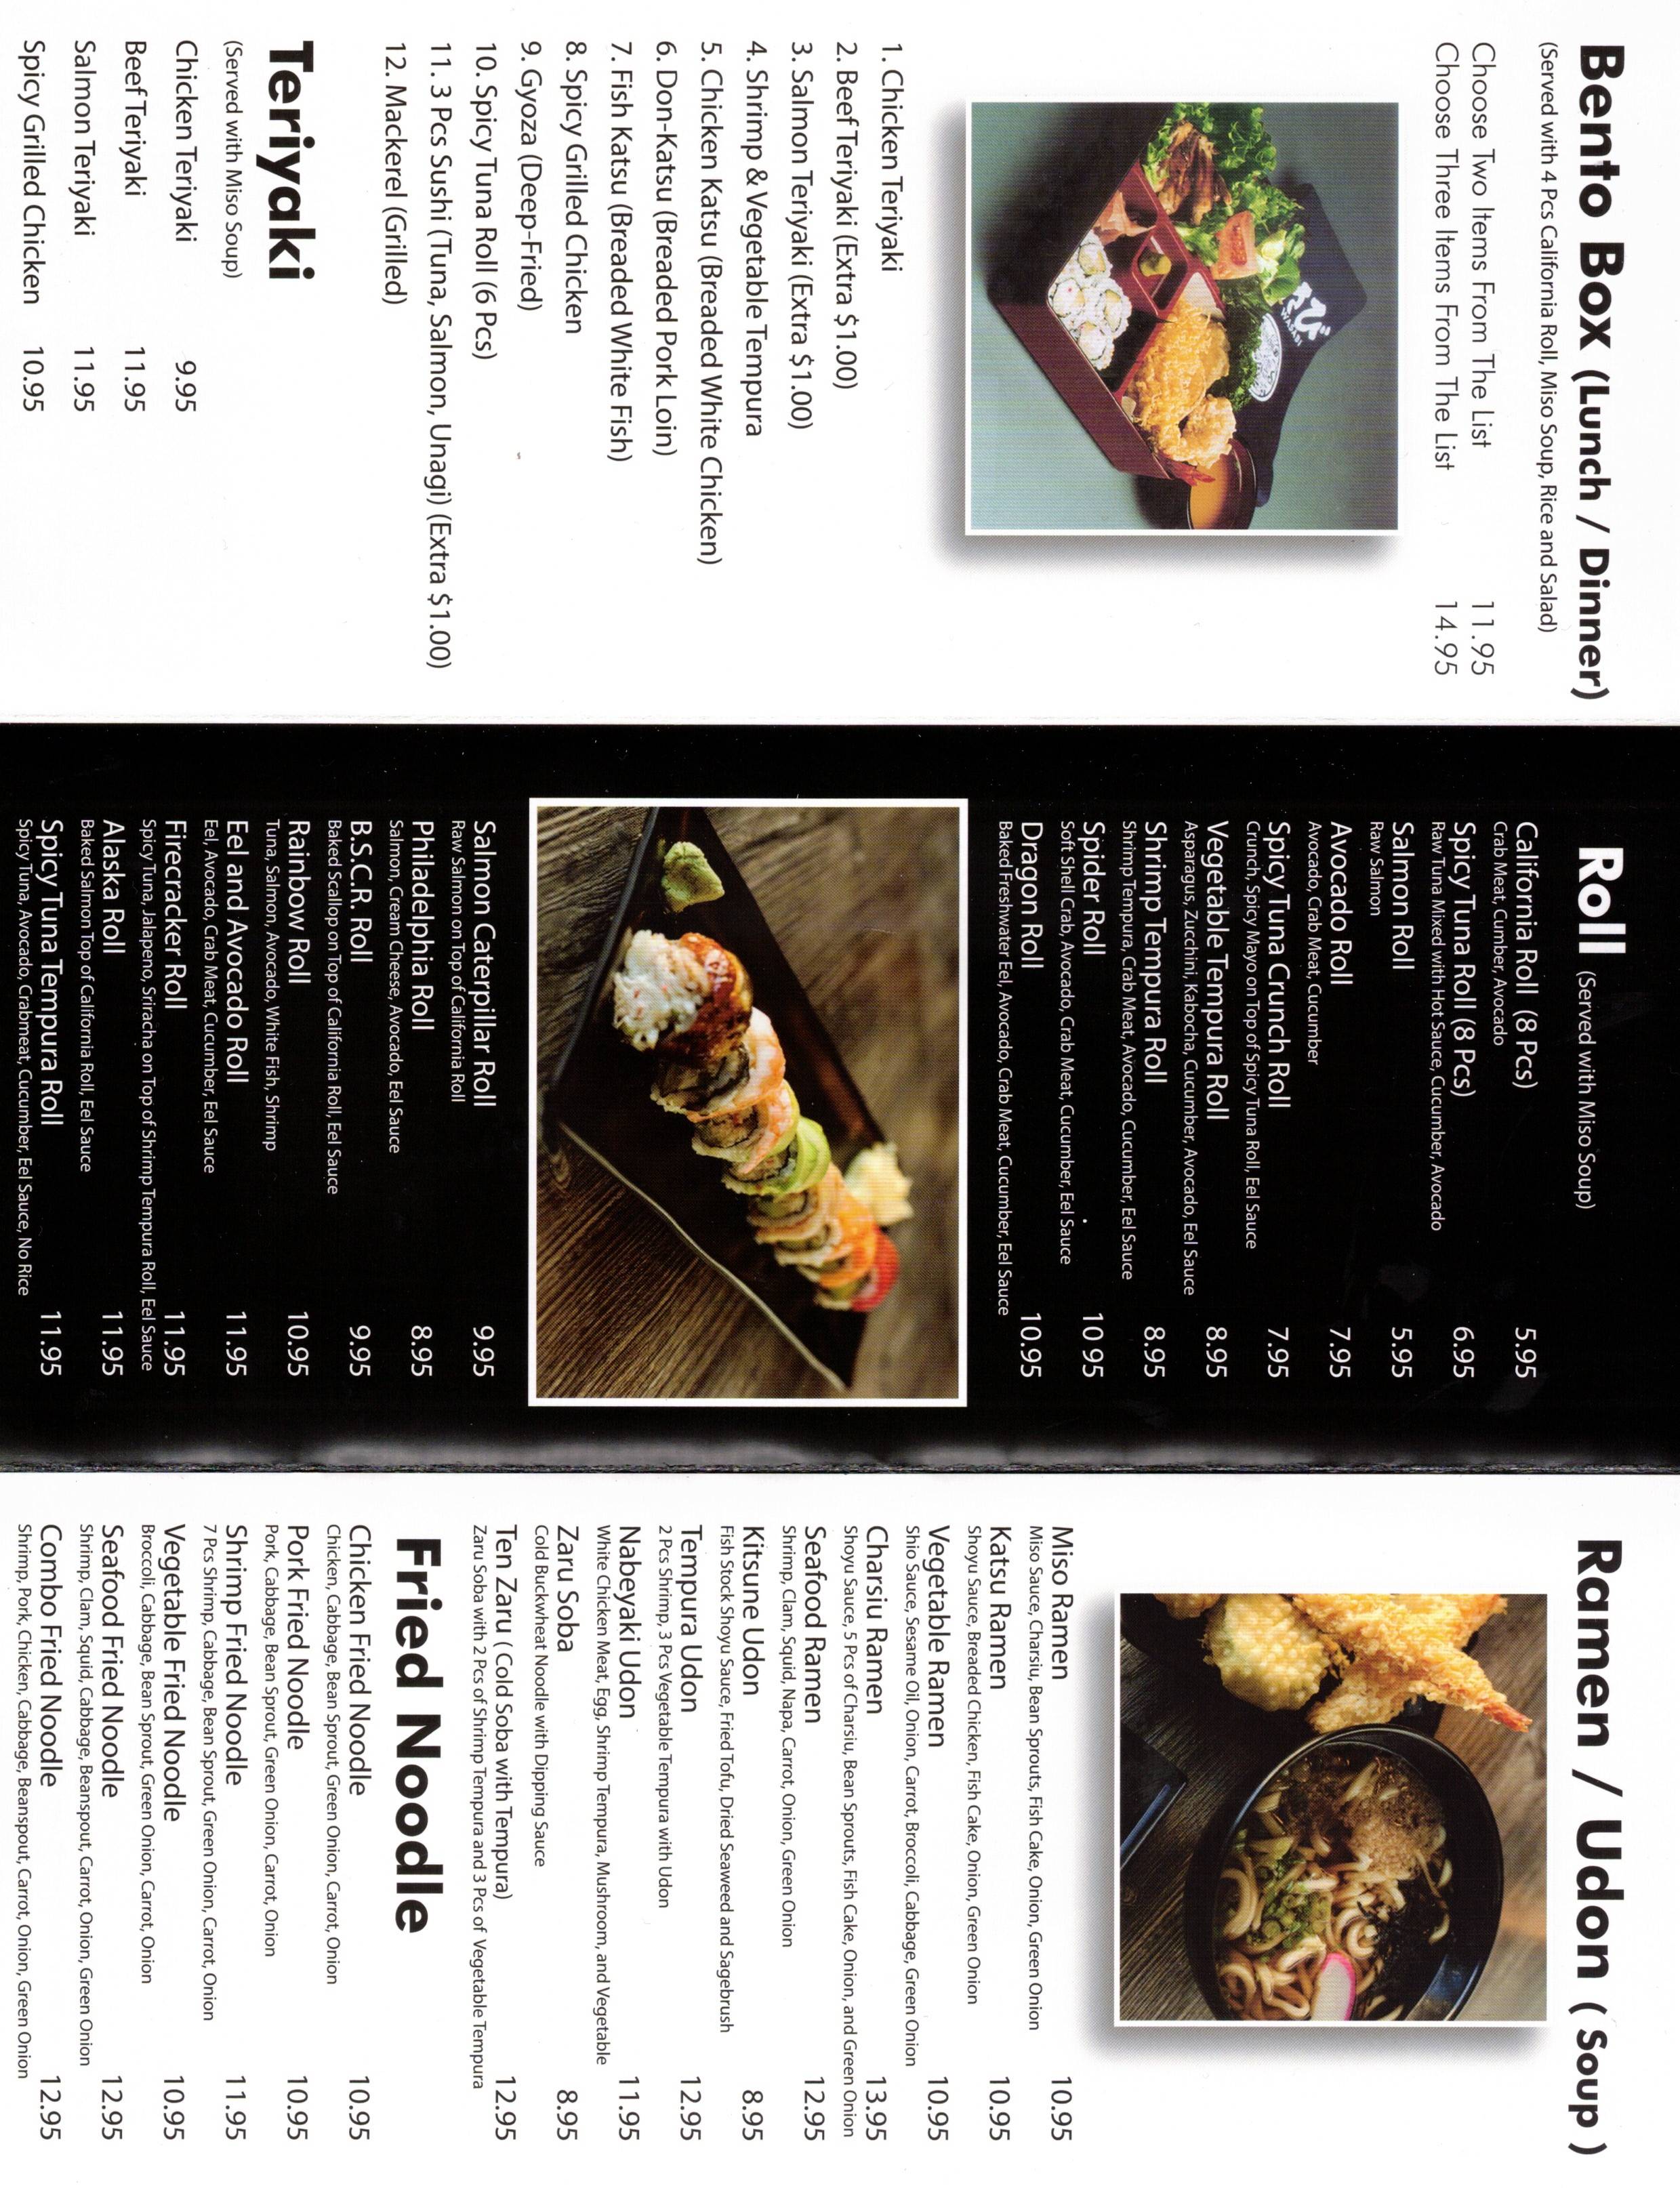 Bento Box (Lunch / Dinner)
(Served with 4 Pcs California Roll, Miso Soup, Rice and Salad)
Choose Two Items From The List 11.95
Choose Three Items From The List 14.95
WASABI
1. Chicken Teriyaki
2. Beef Teriyaki (Extra $1.00)
3. Salmon Teriyaki (Extra $1.00)
4. Shrimp & Vegetable Tempura
5. Chicken Katsu (Breaded White Chicken)
6. Don-Katsu (Breaded Pork Loin)
7. Fish Katsu (Breaded White Fish)
8. Spicy Grilled Chicken
9. Gyoza (Deep-Fried)
10. Spicy Tuna Roll (6 Pcs)
11. 3 Pcs Sushi (Tuna, Salmon, Unagi) (Extra $1.00)
12. Mackerel (Grilled)
Teriyaki
(Served with Miso Soup)
Chicken Teriyaki 9.95
Beef Teriyaki 11.95
Salmon Teriyaki 11.95
Spicy Grilled Chicken 10.95
Roll (Served with Miso Soup)
California Roll (8 Pcs) 5.95
Crab Meat, Cumber, Avocado
Spicy Tuna Roll (8 Pcs) 6.95
Raw Tuna Mixed with Hot Sauce, Cucumber, Avocado
Salmon Roll 5.95
Raw Salmon
Avocado Roll 7.95
Avocado, Crab Meat, Cucumber
Spicy Tuna Crunch Roll 7.95
Crunch, Spicy Mayo on Top of Spicy Tuna Roll, Eel Sauce
Vegetable Tempura Roll 8.95
Asparagus, Zucchini, Kabocha, Cucumber, Avocado, Eel Sauce
Shrimp Tempura Roll 8.95
Shrimp Tempura, Crab Meat, Avocado, Cucumber, Eel Sauce
Spider Roll 10 95
Soft Shell Crab, Avocado, Crab Meat, Cucumber, Eel Sauce
Dragon Roll 10.95
Baked Freshwater Eel, Avocado, Crab Meat, Cucumber, Eel Sauce
Salmon Caterpillar Roll 9.95
Raw Salmon on Top of California Roll
Philadelphia Roll 8.95
Salmon, Cream Cheese, Avocado, Eel Sauce
B.S.C.R. Roll 9.95
Baked Scallop on Top of California Roll, Eel Sauce
Rainbow Roll 10.95
Tuna, Salmon, Avocado, White Fish, Shrimp
Eel and Avocado Roll 11.95
Eel, Avocado, Crab Meat, Cucumber, Eel Sauce
Firecracker Roll 11.95
Spicy Tuna, Jalapeno, Sriracha on Top of Shrimp Tempura Roll, Eel Sauce
Alaska Roll 11.95
Baked Salmon Top of California Roll, Eel Sauce
Spicy Tuna Tempura Roll 11.95
Spicy Tuna, Avocado, Crabmeat, Cucumber, Eel Sauce, No Rice
Ramen / Udon ( Soup )
Miso Ramen 10.95
Miso Sauce, Charsiu, Bean Sprouts, Fish Cake, Onion, Green Onion
Katsu Ramen 10.95
Shoyu Sauce, Breaded Chicken, Fish Cake, Onion, Green Onion
Vegetable Ramen 10.95
Shio Sauce, Sesame Oil, Onion, Carrot, Broccoli, Cabbage, Green Onion
Charsiu Ramen 13.95
Shoyu Sauce, 5 Pcs of Charsiu, Bean Sprouts, Fish Cake, Onion, and Green Onion
Seafood Ramen 12.95
Shrimp, Clam, Squid, Napa, Carrot, Onion, Green Onion
Kitsune Udon 8.95
Fish Stock Shoyu Sauce, Fried Tofu, Dried Seaweed and Sagebrush
Tempura Udon 12.95
2 Pcs Shrimp, 3 Pcs Vegetable Tempura with Udon
Nabeyaki Udon 11.95
White Chicken Meat, Egg, Shrimp Tempura, Mushroom, and Vegetable
Zaru Soba 8.95
Cold Buckwheat Noodle with Dipping Sauce
Ten Zaru ( Cold Soba with Tempura) 12.95
Zaru Soba with 2 Pcs of Shrimp Tempura and 3 Pcs of Vegetable Tempura
Fried Noodle
Chicken Fried Noodle 10.95
Chicken, Cabbage, Bean Sprout, Green Onion, Carrot, Onion
Pork Fried Noodle 10.95
Pork, Cabbage, Bean Sprout, Green Onion, Carrot, Onion
Shrimp Fried Noodle 11.95
7 Pcs Shrimp, Cabbage, Bean Sprout, Green Onion, Carrot, Onion
Vegetable Fried Noodle 10.95
Broccoli, Cabbage, Bean Sprout, Green Onion, Carrot, Onion
Seafood Fried Noodle 12.95
Shrimp, Clam, Squid, Cabbage, Beanspout, Carrot, Onion, Green Onion
Combo Fried Noodle 12.95
Shrimp, Pork, Chicken, Cabbage, Beanspout, Carrot, Onion, Green Onion